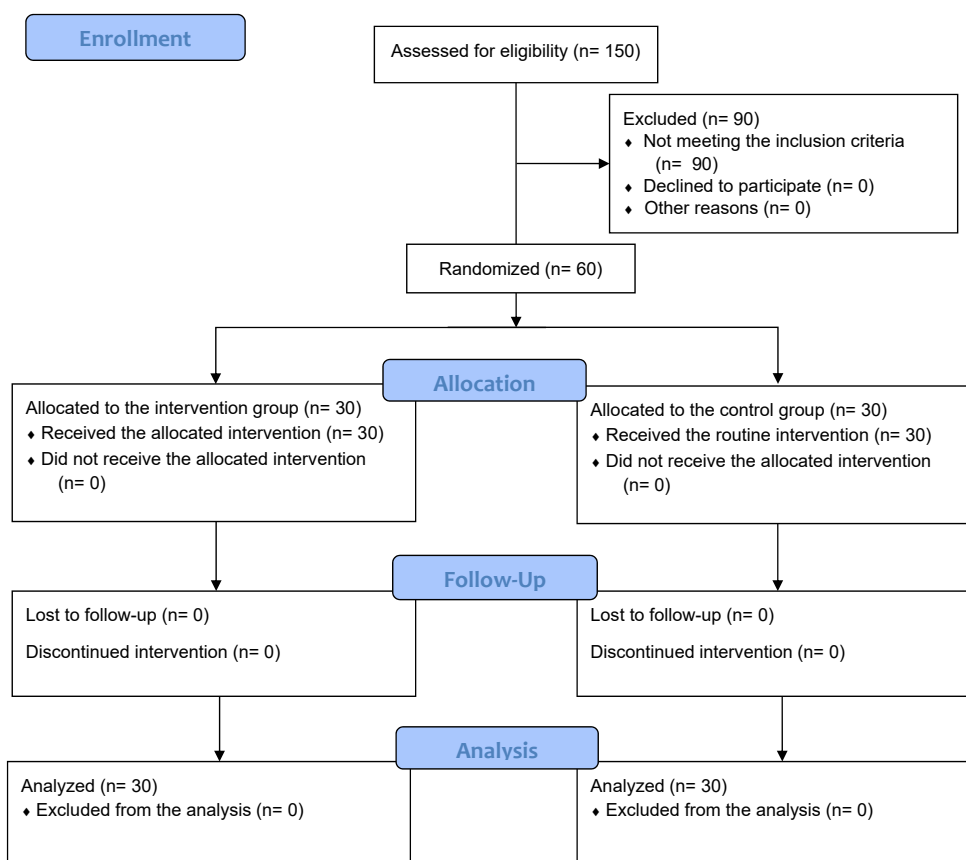 Enrollment
Assessed for eligibility (n= 150)
Excluded (n= 90)
♦ Not meeting the inclusion criteria
(n= 90)
♦ Declined to participate (n= 0)
♦ Other reasons (n= 0)
Randomized (n= 60)
Allocation
Allocated to the intervention group (n= 30)
♦ Received the allocated intervention (n= 30)
♦ Did not receive the allocated intervention
(n= 0)
Allocated to the control group (n= 30)
♦ Received the routine intervention (n= 30)
♦ Did not receive the allocated intervention
(n= 0)
Follow-Up
Lost to follow-up (n= 0)
Discontinued intervention (n= 0)
Lost to follow-up (n= 0)
Discontinued intervention (n= 0)
Analysis
Analyzed (n= 30)
♦ Excluded from the analysis (n= 0)
Analyzed (n= 30)
♦ Excluded from the analysis (n= 0)